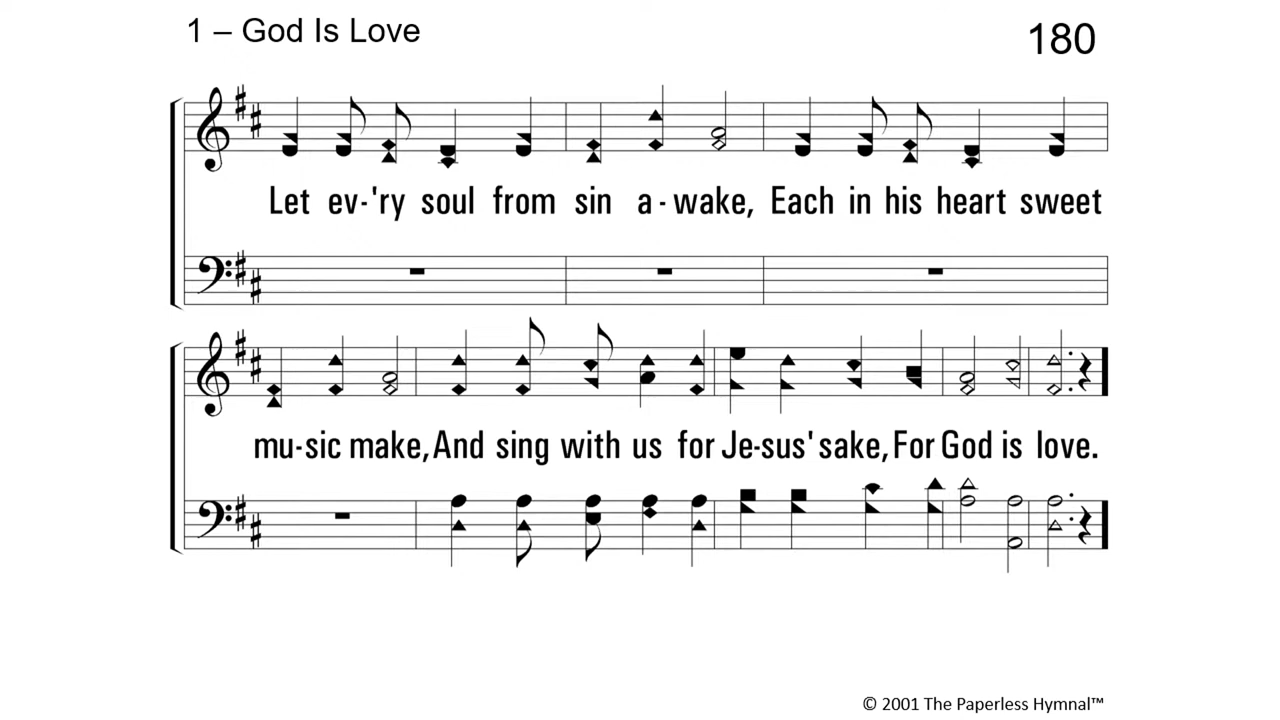 1 – God Is Love
180
Let ev-'ry soul from sin a-wake, Each in his heart sweet
mu-sic make, And sing with us for Je-sus' sake, For God is love.
© 2001 The Paperless Hymnal™